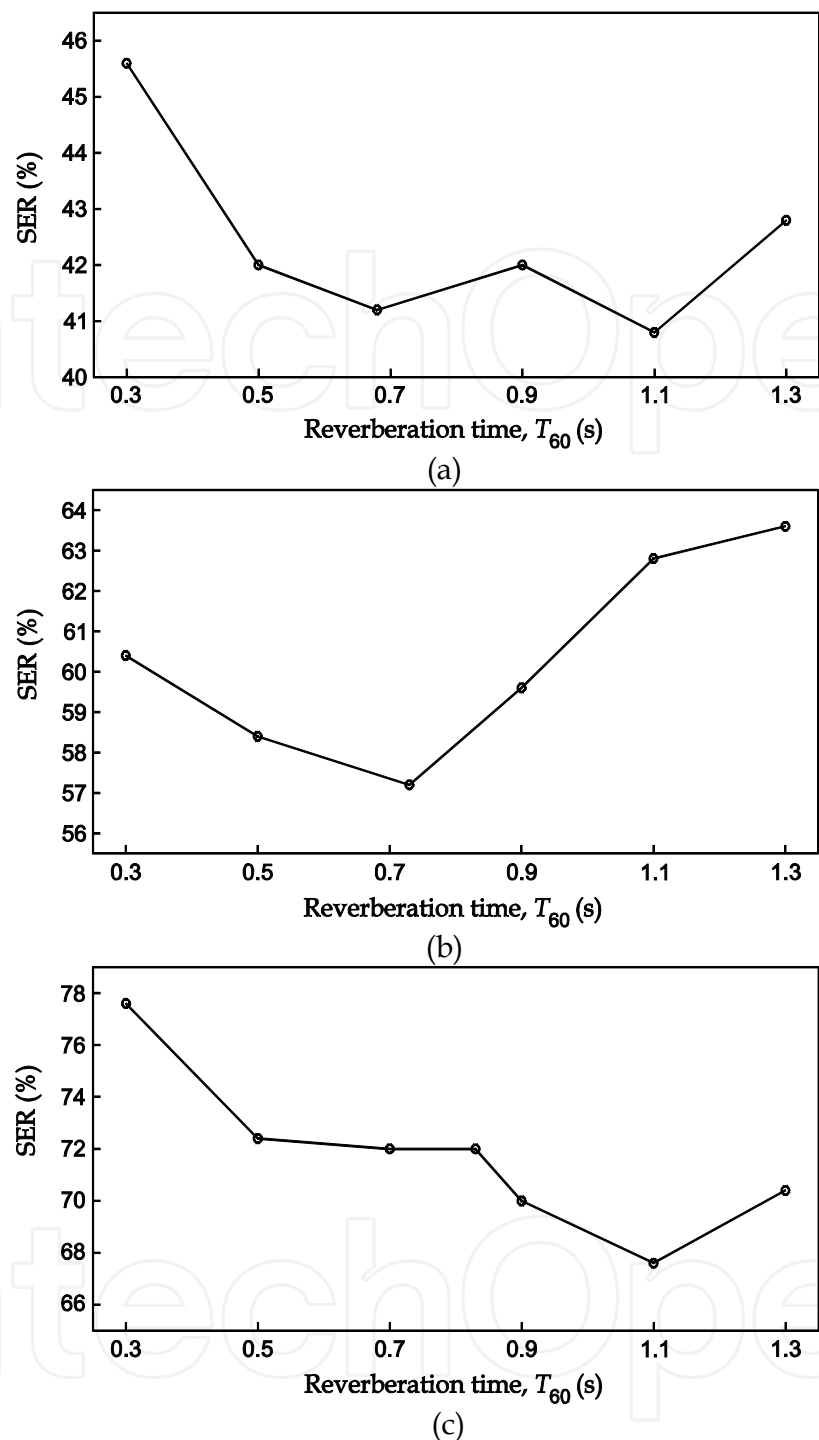 46
45
44
43
42
41
40
SER (%)
0.3 0.5 0.7 0.9 1.1 1.3
Reverberation time, T60 (s)
(a)
64
63
62
61
60
59
58
57
56
SER (%)
0.3 0.5 0.7 0.9 1.1 1.3
Reverberation time, T60 (s)
(b)
78
76
74
72
70
68
66
SER (%)
0.3 0.5 0.7 0.9 1.1 1.3
Reverberation time, T60 (s)
(c)
ntechOpe
ntechOpe